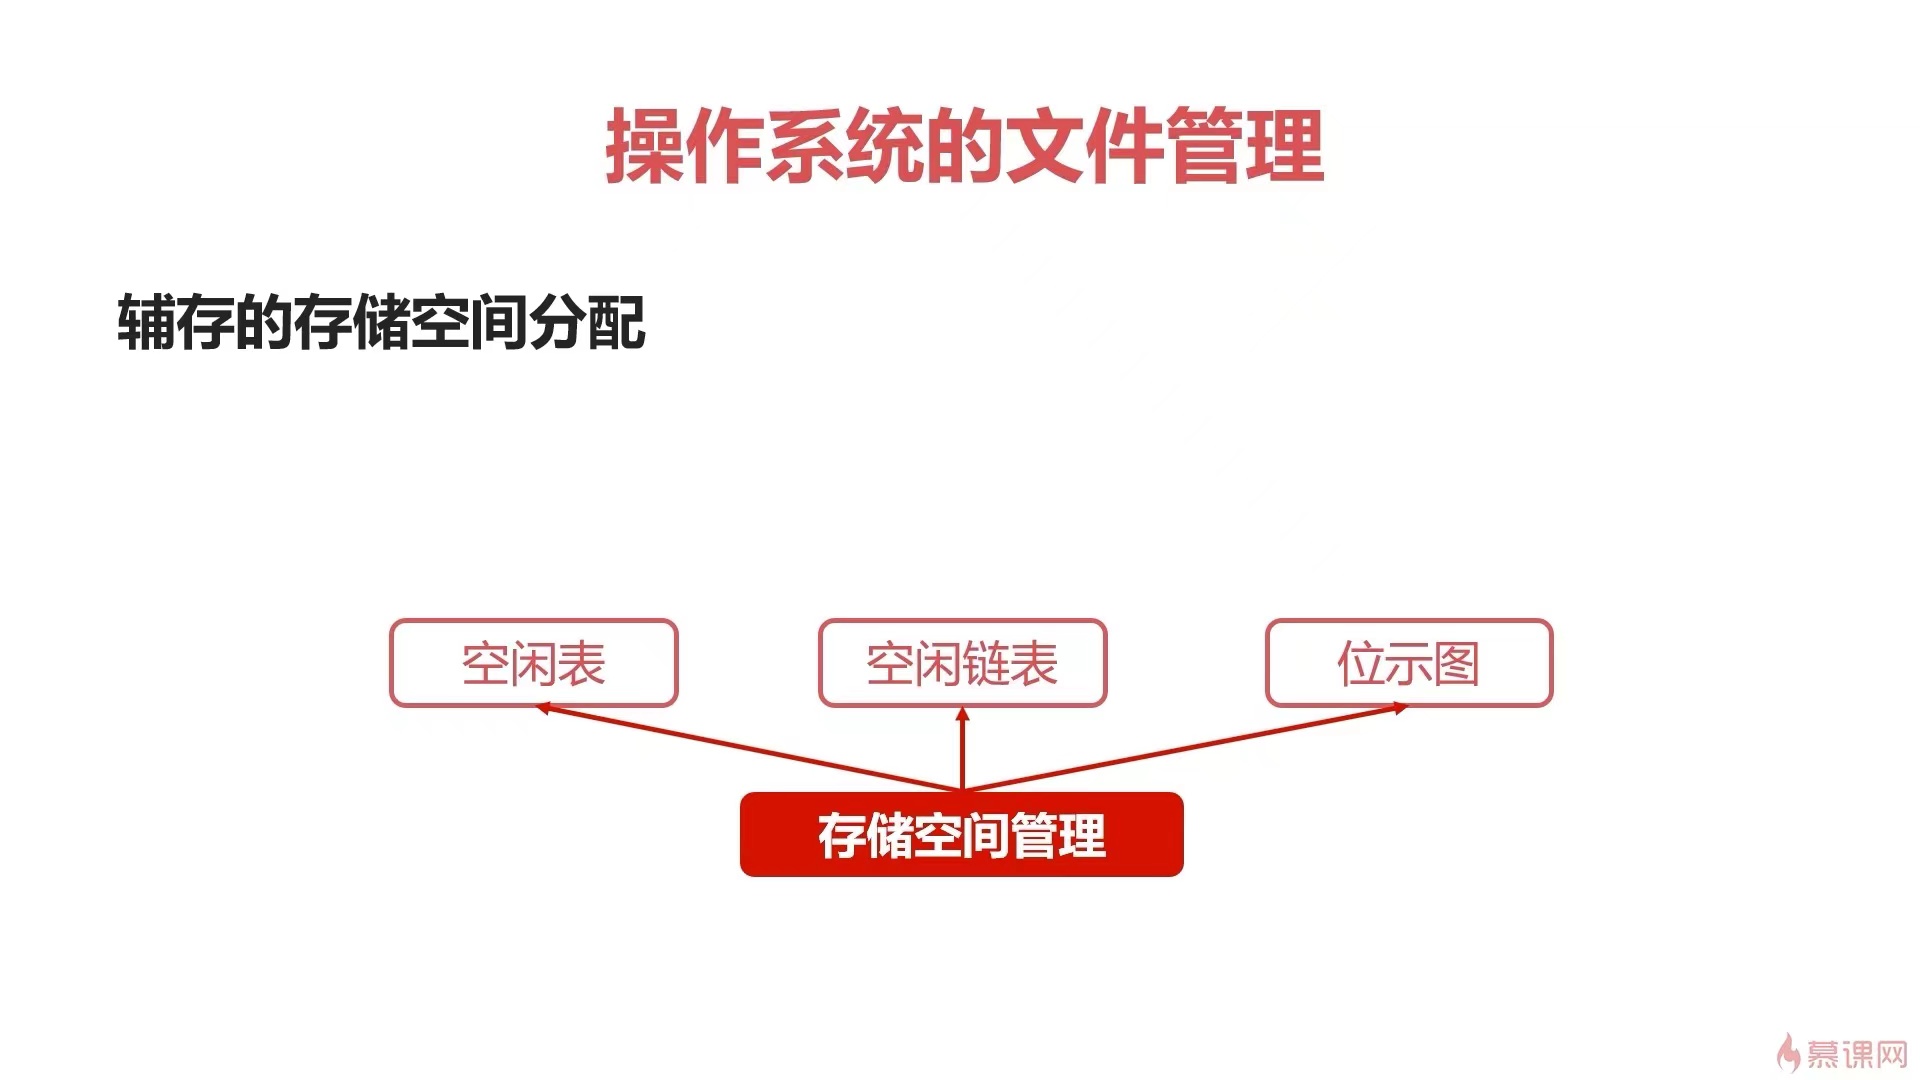 操作系统的文件管理
辅存的存储空间分配
空闲表
空闲链表
位示图
存储空间管理
慕课网